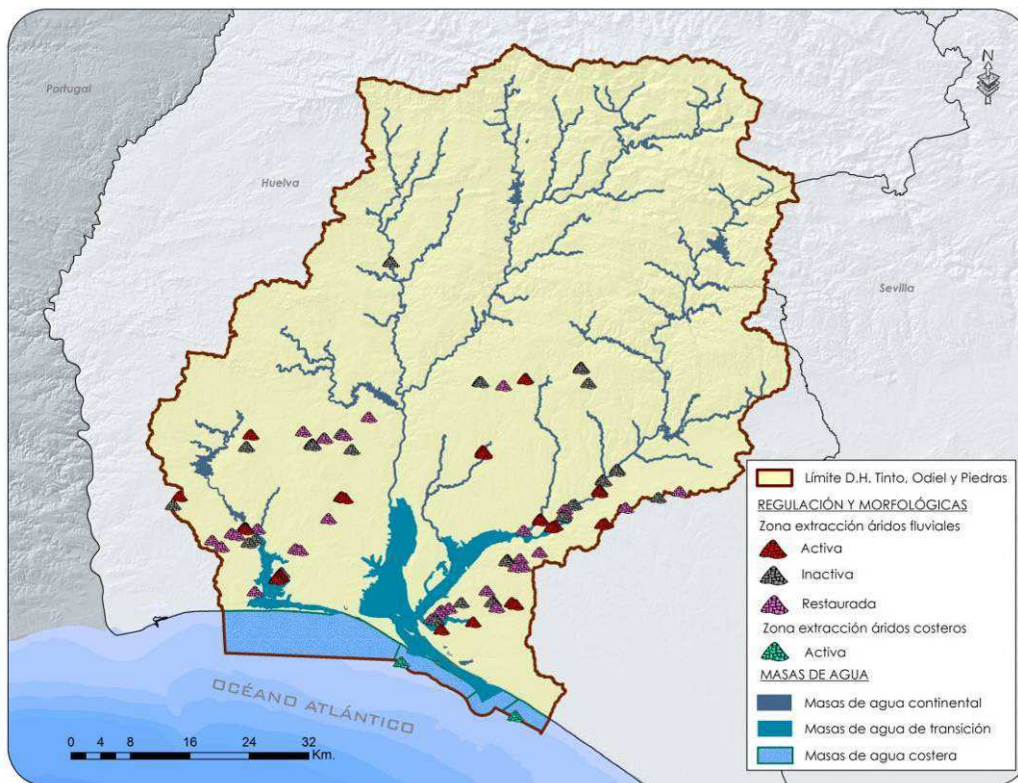 Portugal
N
Huelva
Sevilla
OCÉANO ATLÁNTICO
0 4 8 16 24 32
Km.
Límite D.H. Tinto, Odiel y Piedras
REGULACIÓN Y MORFOLÓGICAS
Zona extracción áridos fluviales
Activa
Inactiva
Restaurada
Zona extracción áridos costeros
Activa
MASAS DE AGUA
Masas de agua continental
Masas de agua de transición
Masas de agua costera